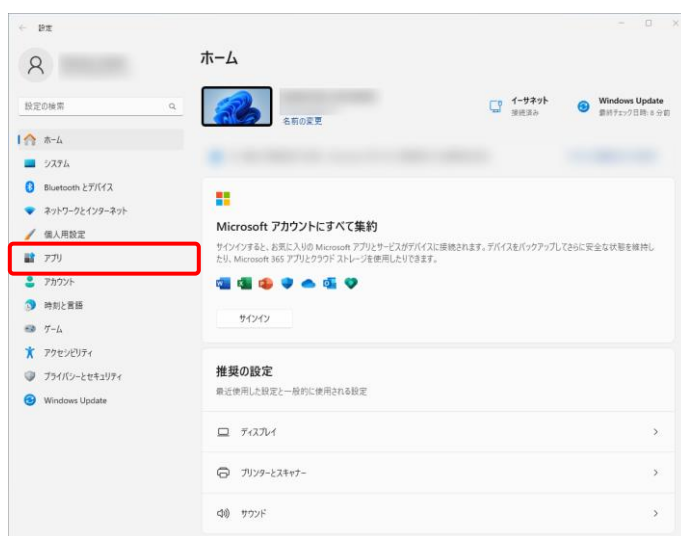 設定
ホーム
設定の検索
名前の変更
イーサネット
接続済み
Windows Update
最終チェック日時: 8 分前
ホーム
システム
Bluetooth とデバイス
ネットワークとインターネット
個人用設定
アプリ
アカウント
時刻と言語
ゲーム
アクセシビリティ
プライバシーとセキュリティ
Windows Update
Microsoft アカウントにすべて集約
サインインすると、お気に入りの Microsoft アプリとサービスがデバイスに接続されます。デバイスをバックアップしてさらに安全な状態を維持し
たり、Microsoft 365 アプリとクラウド ストレージを使用したりできます。
サインイン
推奨の設定
最近使用した設定と一般的に使用される設定
ディスプレイ
プリンターとスキャナー
サウンド